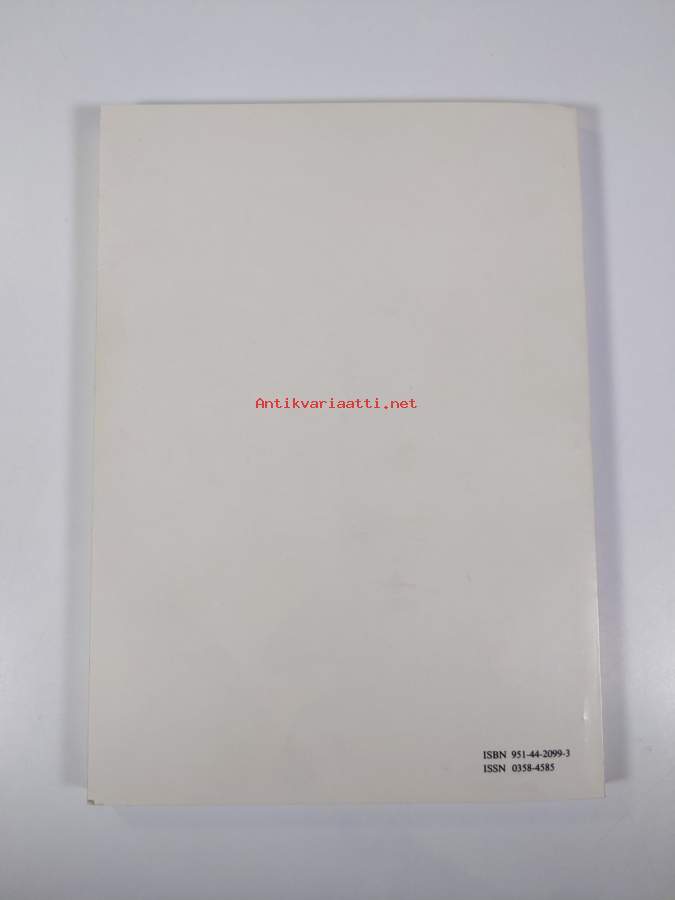 Antikvariaatti.net
ISBN 951-44-2099-3
ISSN 0358-4585